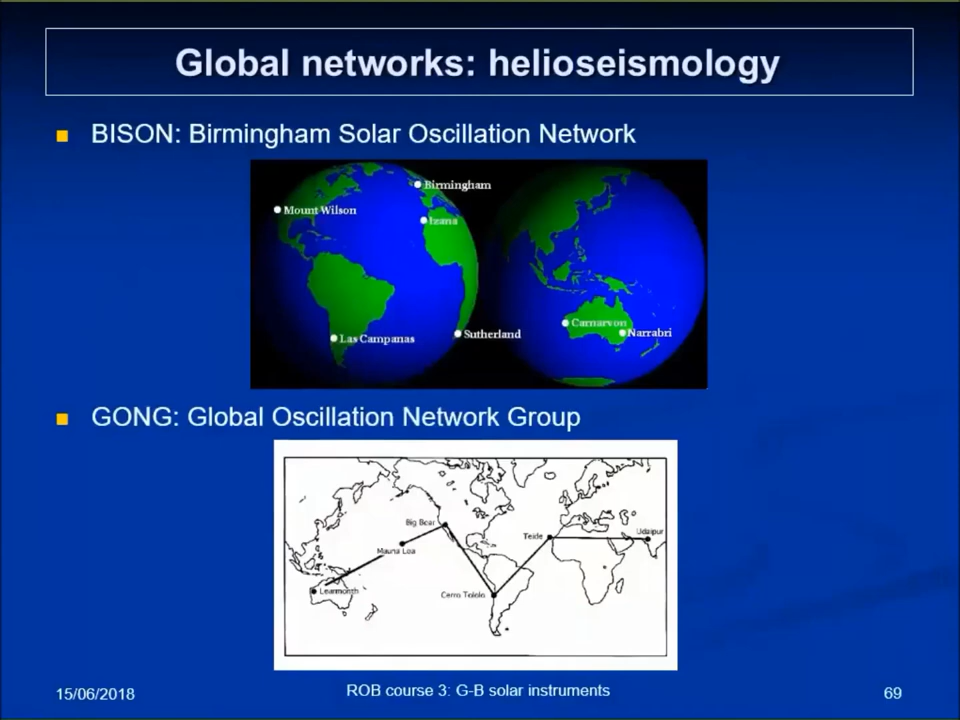 Global networks: helioseismology
BISON: Birmingham Solar Oscillation Network
Birmingham
Mount Wilson
Izana
Carnarvon
Narrabri
Sutherland
Las Campanas
GONG: Global Oscillation Network Group
Big Bear
Udaipur
Teide
Mauna Loa
Learmonth
Cerro Tololo
15/06/2018
ROB course 3: G-B solar instruments
69